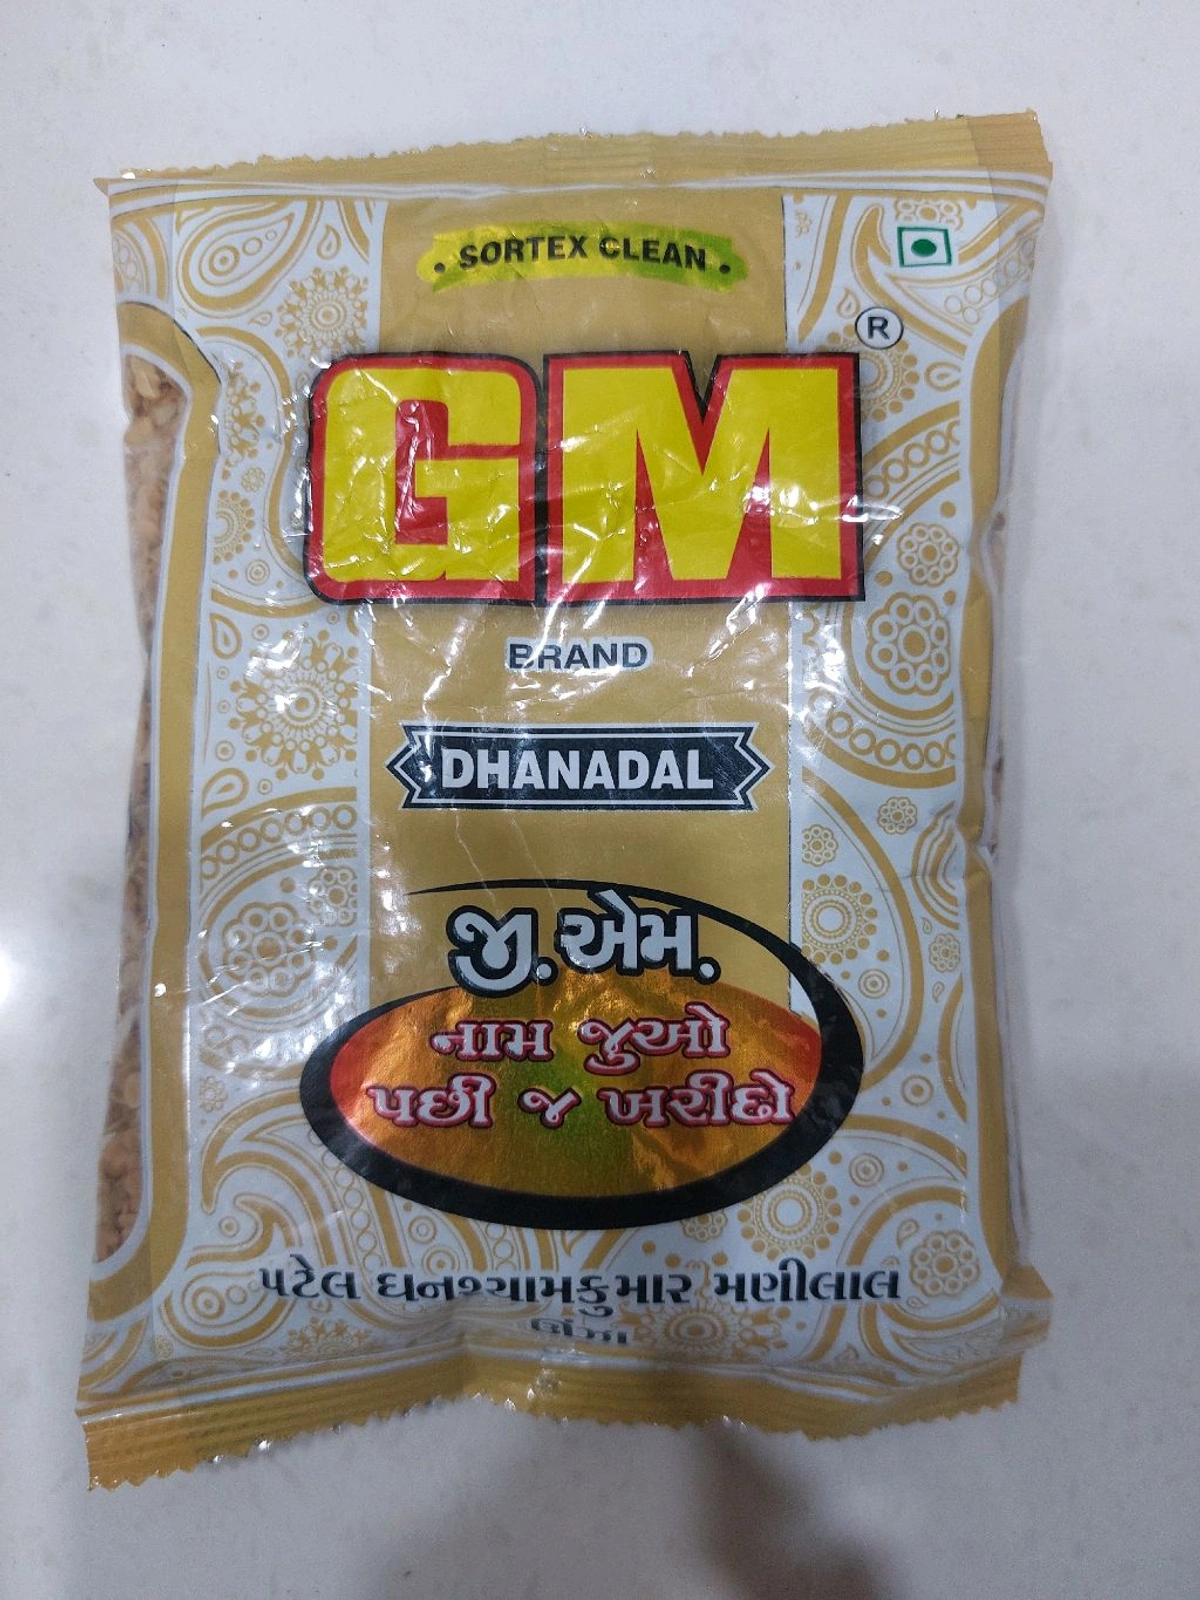 • SORTEX CLEAN •
®
GM
BRAND
DHANADAL
જી. એમ.
નામ જુઓ
પછી જ ખરીદો
પટેલ ઘનશ્યામકુમાર મણીલાલ
ઊંઝા